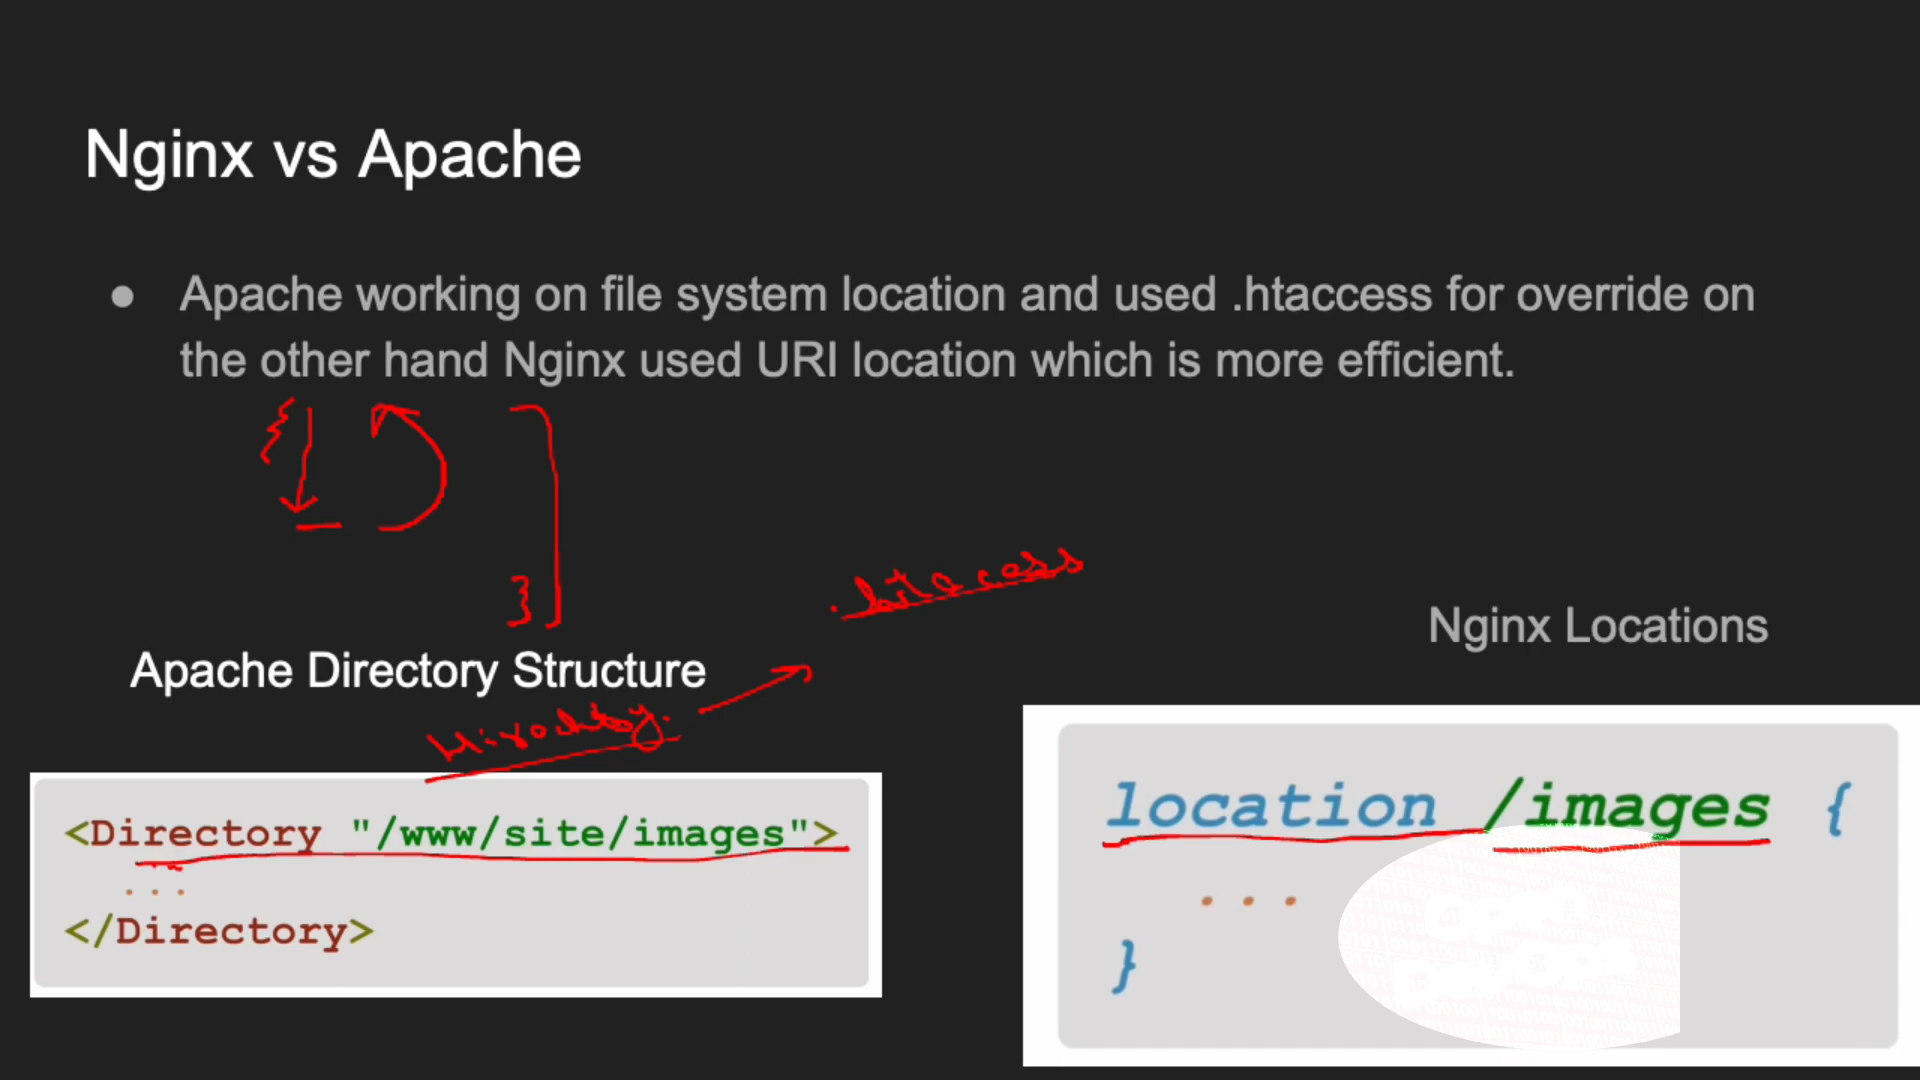 Nginx vs Apache
● Apache working on file system location and used .htaccess for override on
the other hand Nginx used URI location which is more efficient.
Nginx Locations
Apache Directory Structure
<Directory "/www/site/images">
...
</Directory>
location /images {
...
}